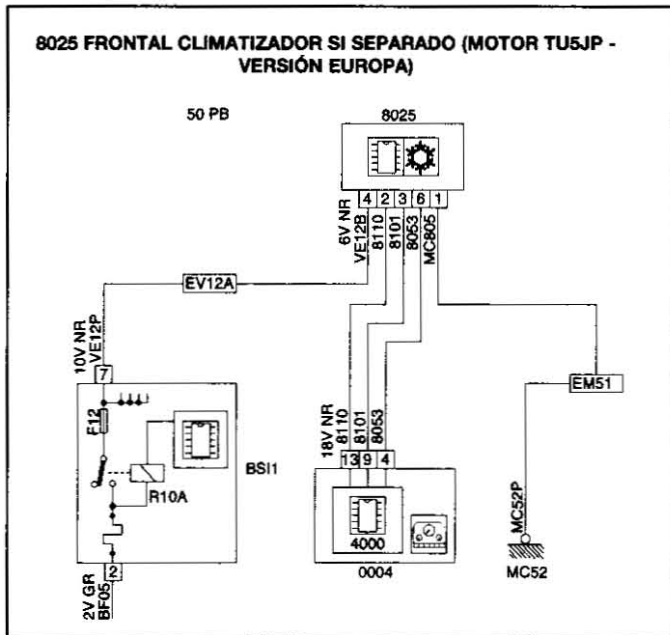 8025 FRONTAL CLIMATIZADOR SI SEPARADO (MOTOR TU5JP -
VERSIÓN EUROPA)
50 PB
8025
4 2 3 6 1
6V NR
VE12B
8110
8101
8053
MC805
EV12A
10V NR
VE12P
7
F12
R10A
BSI1
2
2V GR
BF05
18V NR
8110
8101
8053
13 9 4
4000
0004
EM51
MC52P
MC52